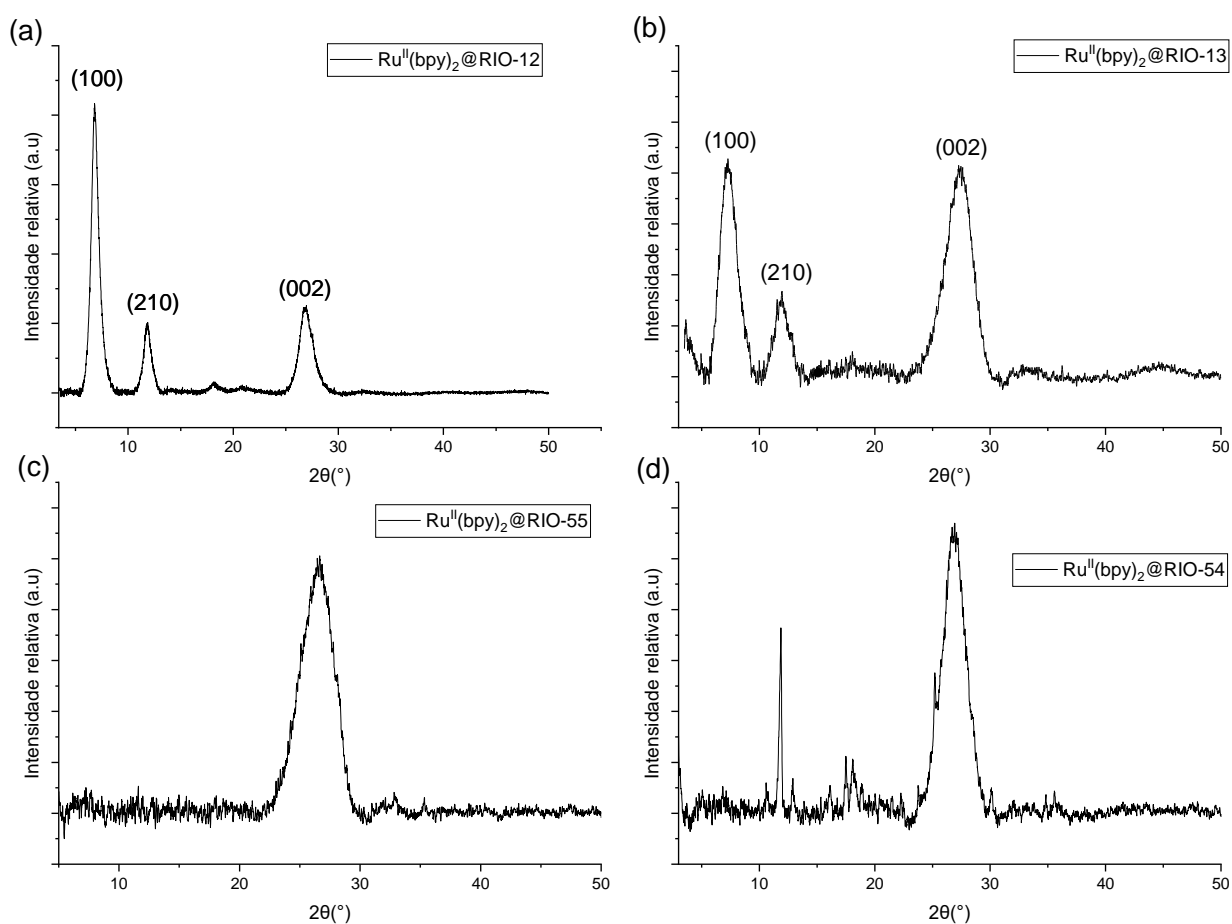 (a)
Ru^II(bpy)₂@RIO-12
(100)
(210)
(002)
Intensidade relativa (a.u)
10 20 30 40 50
2θ(°)
(b)
Ru^II(bpy)₂@RIO-13
(100)
(210)
(002)
Intensidade relativa (a.u)
10 20 30 40 50
2θ(°)
(c)
Ru^II(bpy)₂@RIO-55
Intensidade relativa (a.u)
10 20 30 40 50
2θ(°)
(d)
Ru^II(bpy)₂@RIO-54
Intensidade relativa (a.u)
10 20 30 40 50
2θ(°)